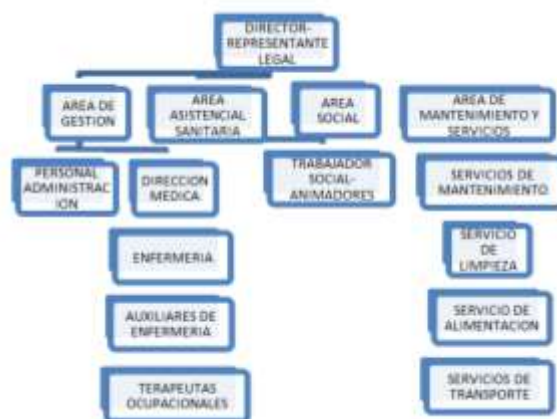 DIRECTOR-
REPRESENTANTE
LEGAL
AREA DE
GESTION
AREA
ASISTENCIAL
SANITARIA
AREA
SOCIAL
AREA DE
MANTENIMIENTO Y
SERVICIOS
PERSONAL
ADMINISTRAC
ION
DIRECCION
MEDICA
TRABAJADOR
SOCIAL-
ANIMADORES
SERVICIOS DE
MANTENIMIENTO
ENFERMERIA
SERVICIO
DE
LIMPIEZA
AUXILIARES DE
ENFERMERIA
SERVICIO DE
ALIMENTACION
TERAPEUTAS
OCUPACIONALES
SERVICIOS DE
TRANSPORTE